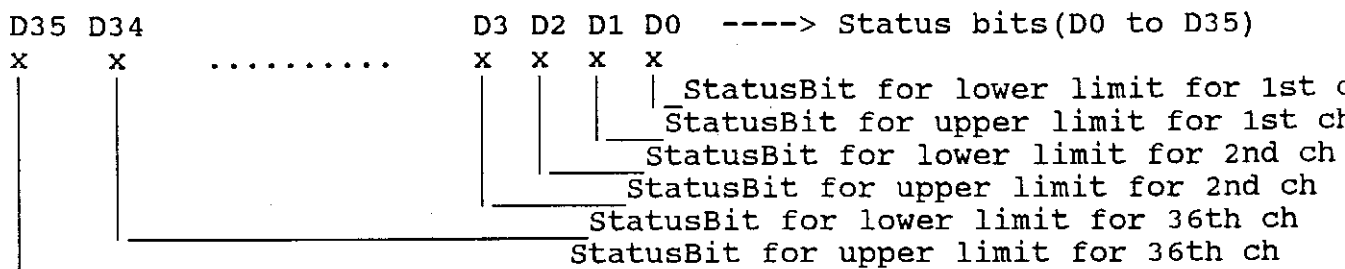 D35 D34 D3 D2 D1 D0 ----> Status bits(D0 to D35)
x x .......... x x x x
_StatusBit for lower limit for 1st
StatusBit for upper limit for 1st ch
StatusBit for lower limit for 2nd ch
StatusBit for upper limit for 2nd ch
StatusBit for lower limit for 36th ch
StatusBit for upper limit for 36th ch